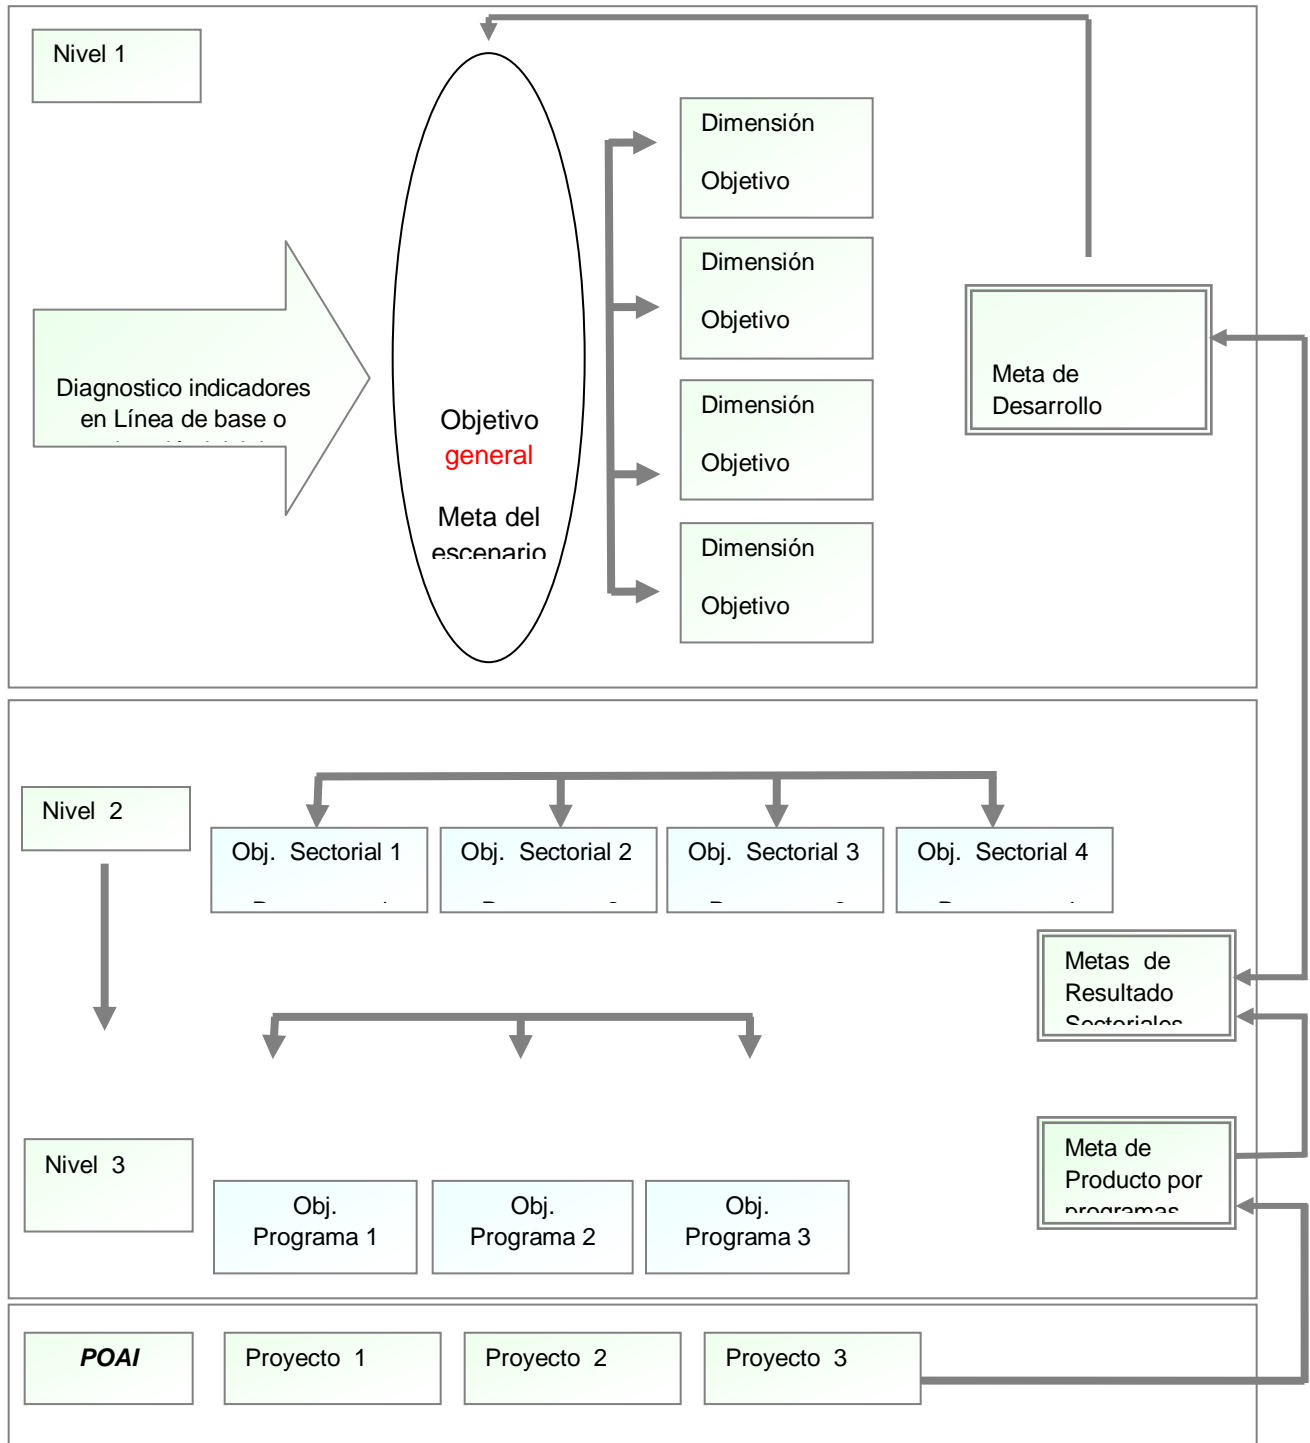 Nivel 1
Dimensión
Objetivo
Dimensión
Objetivo
Diagnostico indicadores
en Línea de base o
Objetivo
general
Meta del
escenario
Meta de
Desarrollo
Dimensión
Objetivo
Dimensión
Objetivo
Nivel 2
Obj. Sectorial 1
Obj. Sectorial 2
Obj. Sectorial 3
Obj. Sectorial 4
Metas de
Resultado
Sectoriales
Nivel 3
Obj.
Programa 1
Obj.
Programa 2
Obj.
Programa 3
Meta de
Producto por
programas
POAI
Proyecto 1
Proyecto 2
Proyecto 3